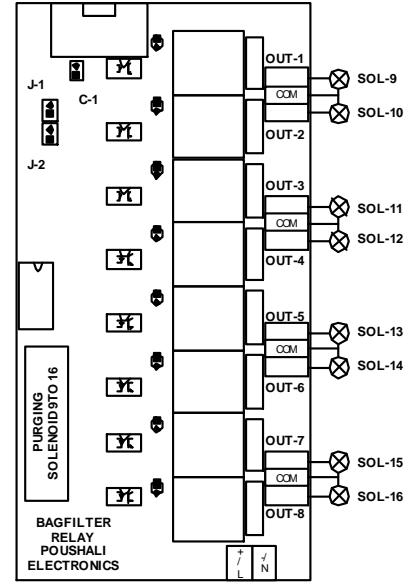 OUT-1
SOL-9
J-1
C-1
COM
SOL-10
OUT-2
J-2
OUT-3
SOL-11
COM
SOL-12
OUT-4
OUT-5
SOL-13
COM
SOL-14
OUT-6
PURGING
SOLENOID 9TO 16
OUT-7
SOL-15
COM
SOL-16
OUT-8
BAGFILTER
RELAY
POUSHALI
ELECTRONICS
+ / L
-/ N